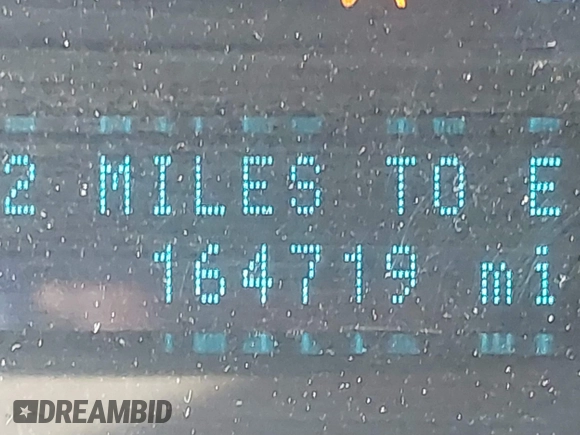 2 MILES TO E
164719 mi
DREAMBID